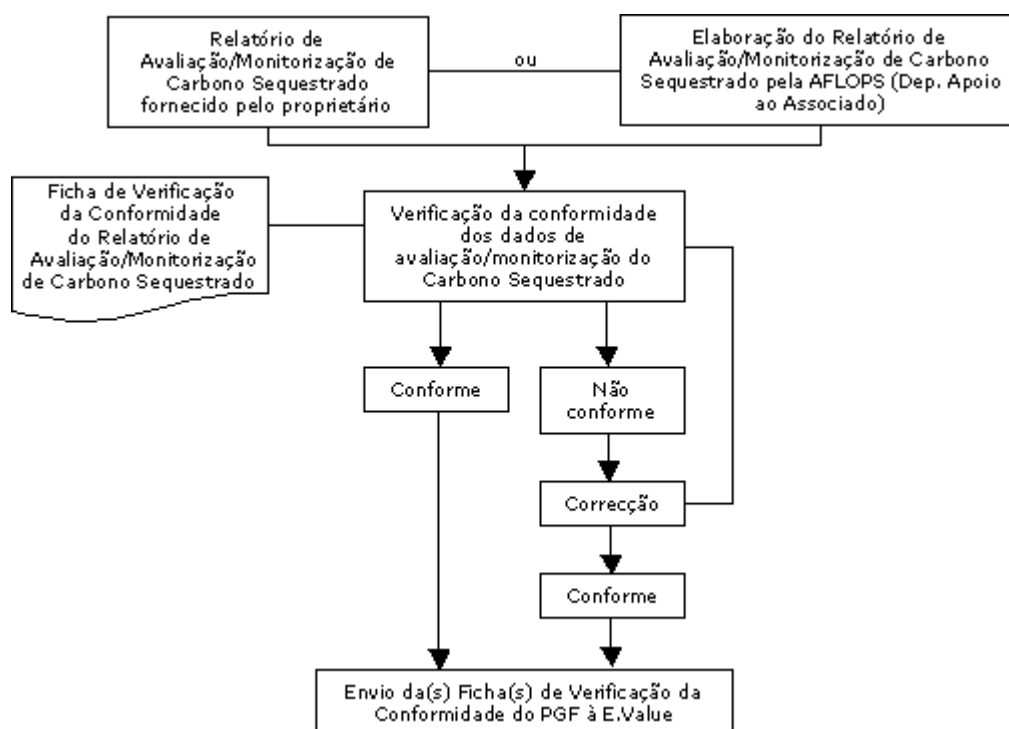 Relatório de
Avaliação/Monitorização de
Carbono Sequestrado
fornecido pelo proprietário
ou
Elaboração do Relatório de
Avaliação/Monitorização de Carbono
Sequestrado pela AFLOPS (Dep. Apoio
ao Associado)
Ficha de Verificação
da Conformidade
do Relatório de
Avaliação/Monitorização
de Carbono Sequestrado
Verificação da conformidade
dos dados de
avaliação/monitorização do
Carbono Sequestrado
Conforme
Não
conforme
Correcção
Conforme
Envio da(s) Ficha(s) de Verificação da
Conformidade do PGF à E.Value